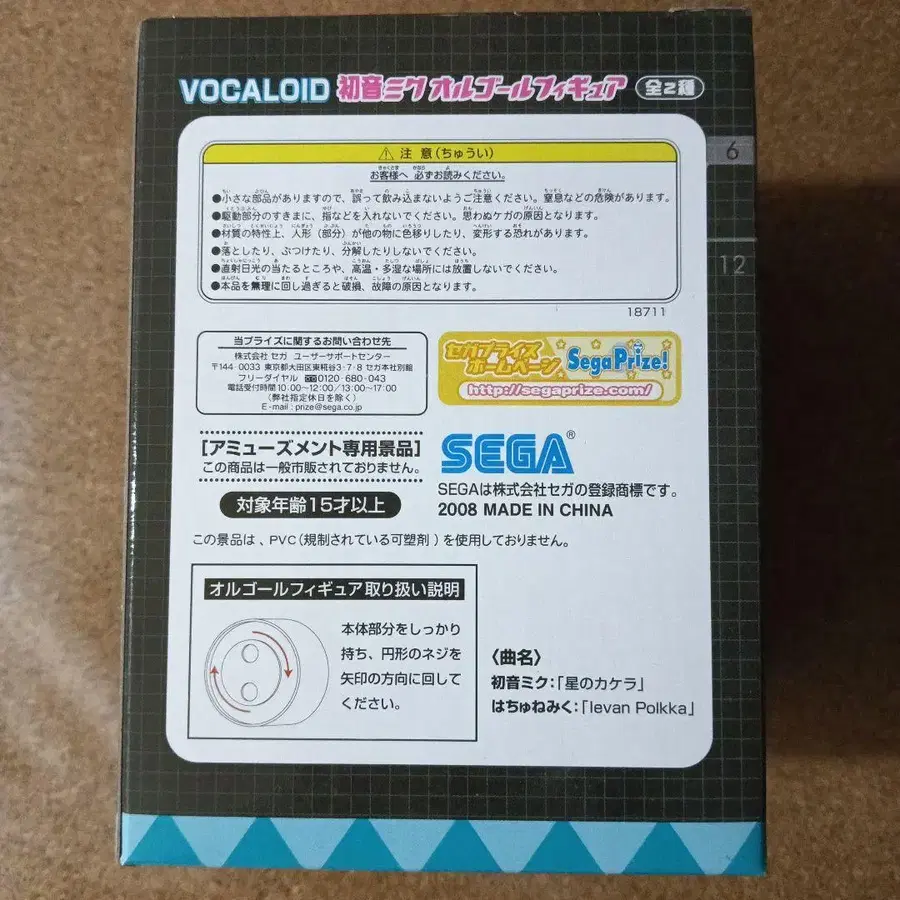 VOCALOID 初音ミク オルゴールフィギュア 全2種
6
12
⚠ 注 意 (ちゅうい)
お客様へ 必ずお読みください。
●小さな部品がありますので、誤って飲み込まないようご注意ください。窒息などの危険があります。
●駆動部分のすきまに、指などを入れないでください。思わぬケガの原因となります。
●材質の特性上、人形(部分)が他の物に色移りしたり、変形する恐れがあります。
●落としたり、ぶつけたり、分解したりしないでください。
●直射日光の当たるところや、高温・多湿な場所には放置しないでください。
●本品を無理に回し過ぎると破損、故障の原因となります。
18711
当プライズに関するお問い合わせ先
株式会社 セガ ユーザーサポートセンター
〒144-0033 東京都大田区東糀谷3-7-8 セガ本社別館
フリーダイヤル 0120-680-043
電話受付時間10:00~12:00/13:00~17:00
(弊社指定休日を除く)
E-mail:prize@sega.co.jp
セガプライズ
ホームページ
SegaPrize!
http://segaprize.com/
[アミューズメント専用景品]
この商品は一般市販されておりません。
対象年齢15才以上
SEGA®
SEGAは株式会社セガの登録商標です。
2008 MADE IN CHINA
この景品は、PVC(規制されている可塑剤)を使用しておりません。
オルゴールフィギュア取り扱い説明
本体部分をしっかり
持ち、円形のネジを
矢印の方向に回して
ください。
〈曲名〉
初音ミク:「星のカケラ」
はちゅねみく:「Ievan Polkka」